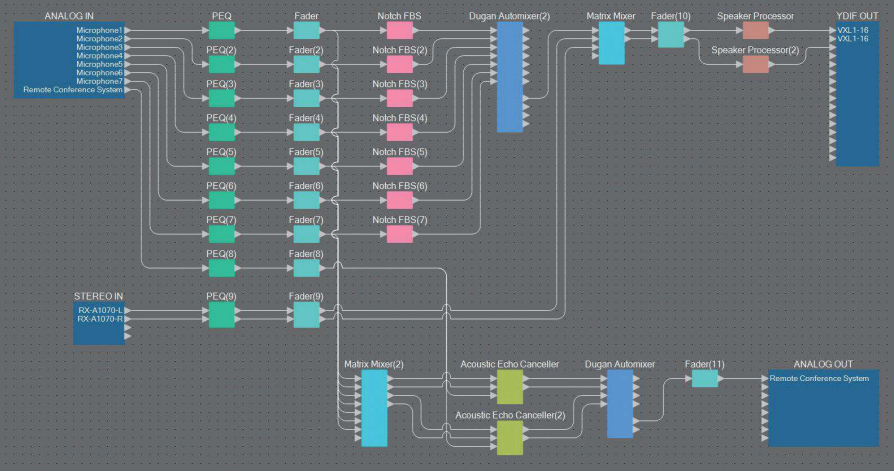 ANALOG IN PEQ Fader Notch FBS Dugan Automixer(2) Matrix Mixer Fader(10) Speaker Processor YDIF OUT
Microphone1 VXL1-16
Microphone2 VXL1-16
Microphone3
PEQ(2) Fader(2) Notch FBS(2) Speaker Processor(2)
Microphone4
Microphone5
Microphone6
Microphone7
PEQ(3) Fader(3) Notch FBS(3)
Remote Conference System
PEQ(4) Fader(4) Notch FBS(4)
PEQ(5) Fader(5) Notch FBS(5)
PEQ(6) Fader(6) Notch FBS(6)
PEQ(7) Fader(7) Notch FBS(7)
PEQ(8) Fader(8)
STEREO IN PEQ(9) Fader(9)
RX-A1070-L
RX-A1070-R
Matrix Mixer(2) Acoustic Echo Canceller Dugan Automixer Fader(11) ANALOG OUT
Remote Conference System
Acoustic Echo Canceller(2)